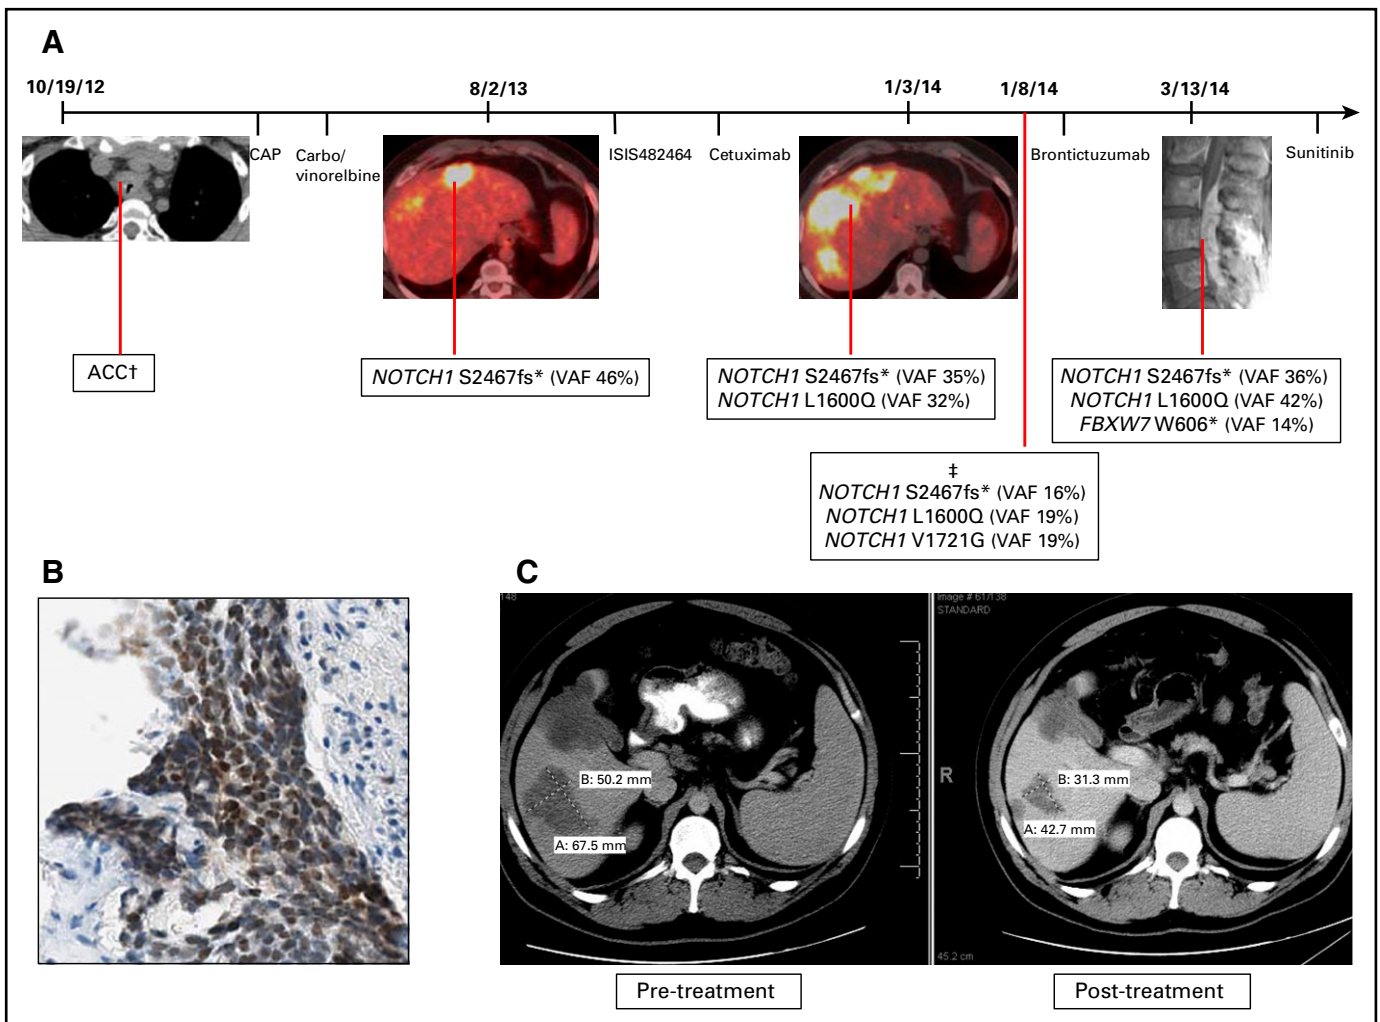 A
10/19/12
8/2/13
1/3/14
1/8/14
3/13/14
CAP
Carbo/
vinorelbine
ISIS482464
Cetuximab
Brontictuzumab
Sunitinib
ACC†
NOTCH1 S2467fs* (VAF 46%)
NOTCH1 S2467fs* (VAF 35%)
NOTCH1 L1600Q (VAF 32%)
NOTCH1 S2467fs* (VAF 36%)
NOTCH1 L1600Q (VAF 42%)
FBXW7 W606* (VAF 14%)
‡
NOTCH1 S2467fs* (VAF 16%)
NOTCH1 L1600Q (VAF 19%)
NOTCH1 V1721G (VAF 19%)
B
C
148
B: 50.2 mm
A: 67.5 mm
Image # 61/138
STANDARD
R
B: 31.3 mm
A: 42.7 mm
45.2 cm
Pre-treatment
Post-treatment